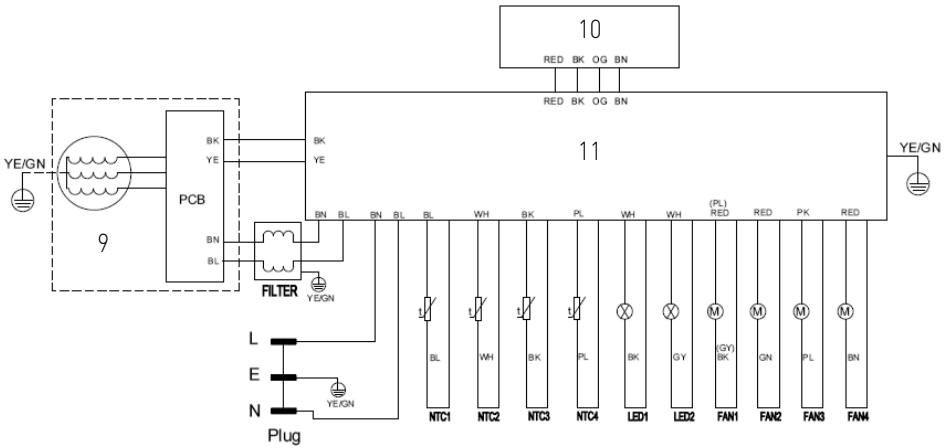 10
RED BK OG BN
RED BK OG BN
11
YE/GN
PCB
BK
YE
BK
YE
YE/GN
9
BN
BL
BN BL BN BL BL WH BK PL WH WH (PL) RED RED PK RED
FILTER
YE/GN
t t t t M M M M
BL WH BK PL BK GY (GY) BK GN PL BN
L
E
N
YE/GN
Plug
NTC1 NTC2 NTC3 NTC4 LED1 LED2 FAN1 FAN2 FAN3 FAN4